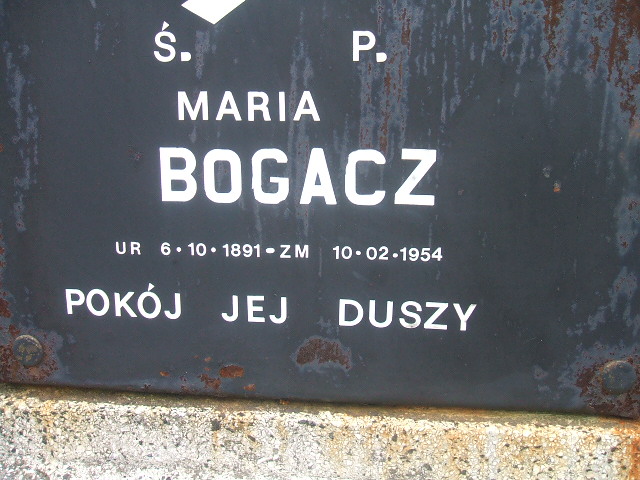 Ś. P.
MARIA
BOGACZ
UR 6·10·1891-ZM 10·02·1954
POKÓJ JEJ DUSZY